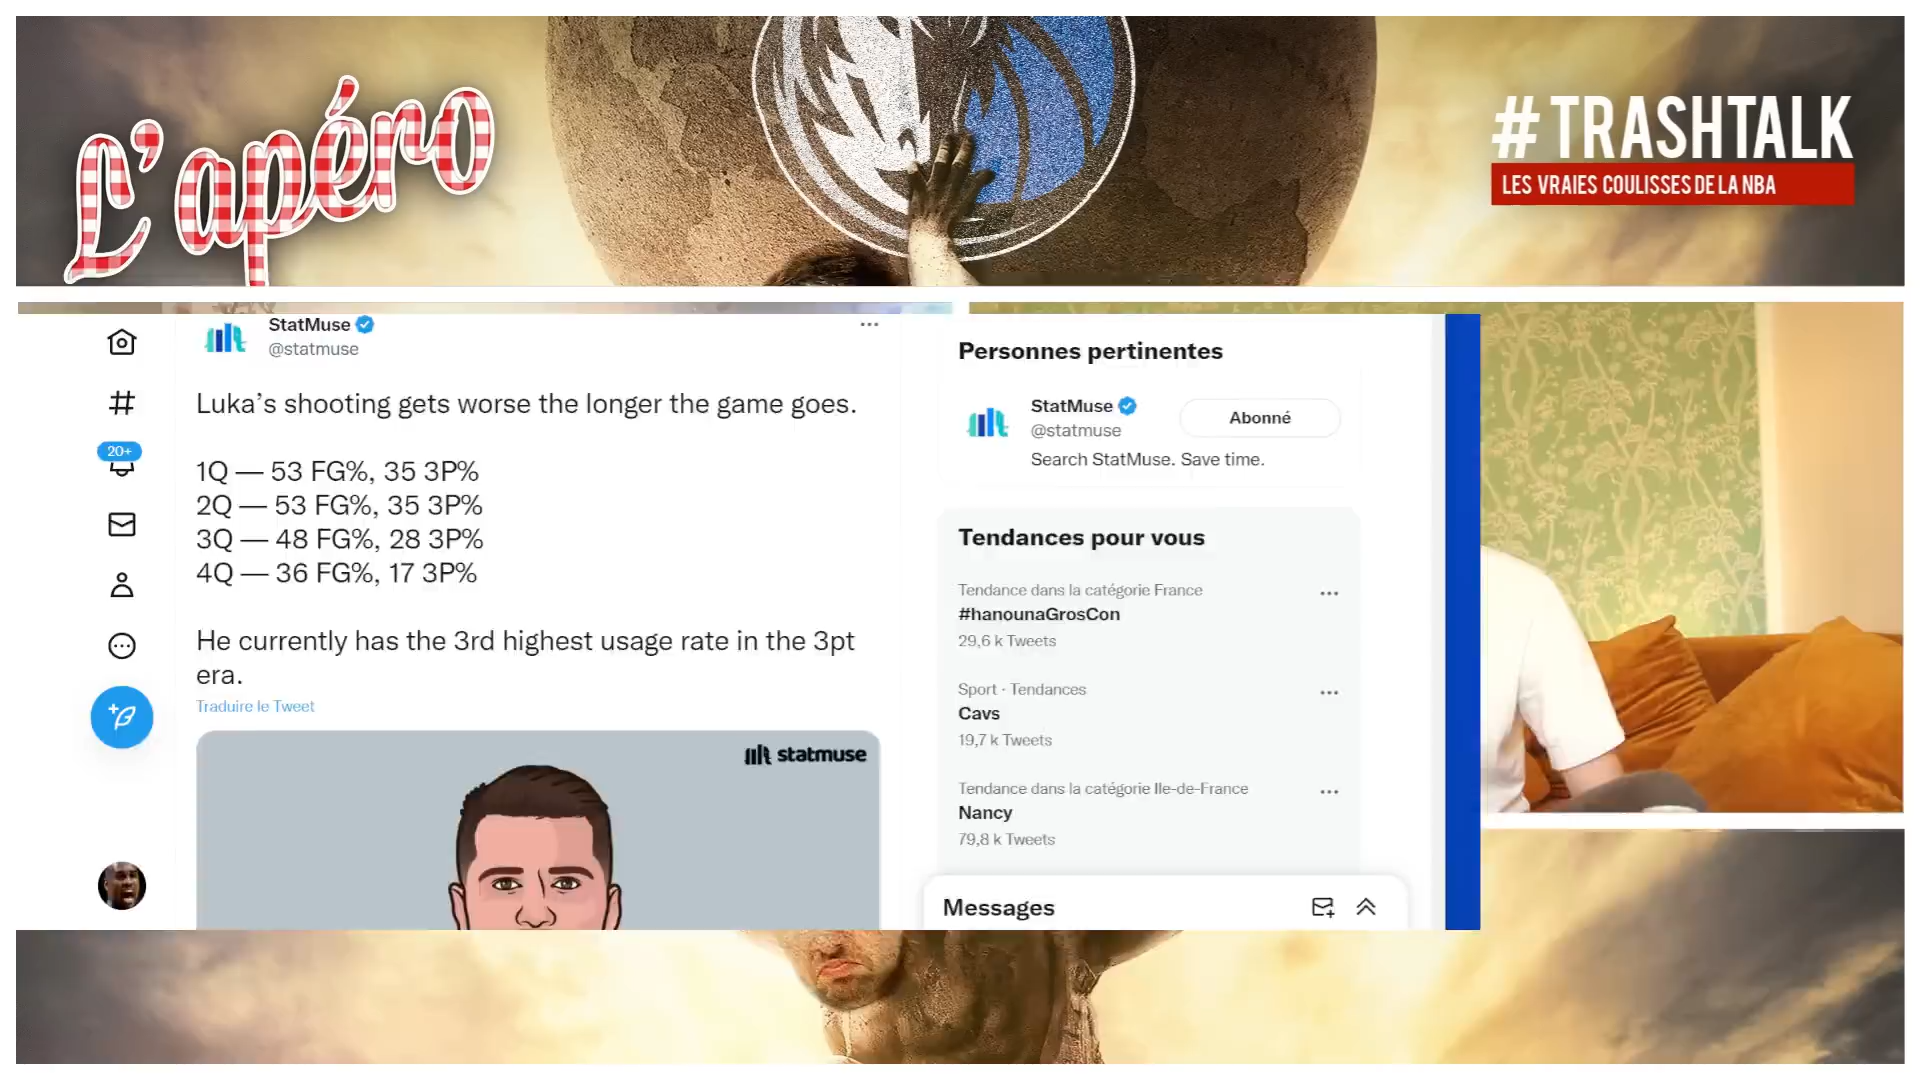 L'apéro
#TRASHTALK
LES VRAIES COULISSES DE LA NBA
StatMuse
@statmuse
Luka’s shooting gets worse the longer the game goes.
1Q — 53 FG%, 35 3P%
2Q — 53 FG%, 35 3P%
3Q — 48 FG%, 28 3P%
4Q — 36 FG%, 17 3P%
He currently has the 3rd highest usage rate in the 3pt
era.
Traduire le Tweet
statmuse
20+
Personnes pertinentes
StatMuse
@statmuse
Abonné
Search StatMuse. Save time.
Tendances pour vous
Tendance dans la catégorie France
#hanounaGrosCon
29,6 k Tweets
Sport · Tendances
Cavs
19,7 k Tweets
Tendance dans la catégorie Ile-de-France
Nancy
79,8 k Tweets
Messages